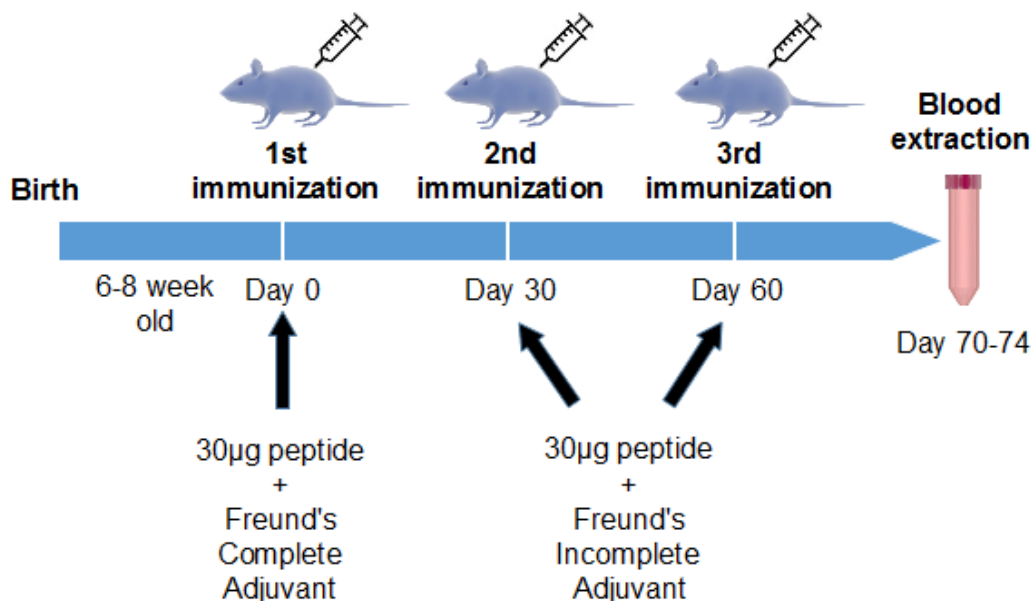 Birth
1st
immunization
2nd
immunization
3rd
immunization
Blood
extraction
6-8 week
old
Day 0
Day 30
Day 60
Day 70-74
30µg peptide
+
Freund's
Complete
Adjuvant
30µg peptide
+
Freund's
Incomplete
Adjuvant